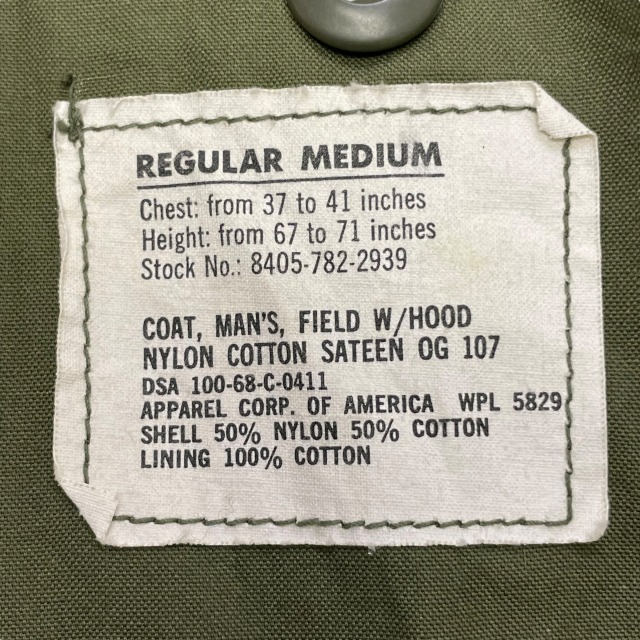 REGULAR MEDIUM
Chest: from 37 to 41 inches
Height: from 67 to 71 inches
Stock No.: 8405-782-2939
COAT, MAN'S, FIELD W/HOOD
NYLON COTTON SATEEN OG 107
DSA 100-68-C-0411
APPAREL CORP. OF AMERICA WPL 5829
SHELL 50% NYLON 50% COTTON
LINING 100% COTTON